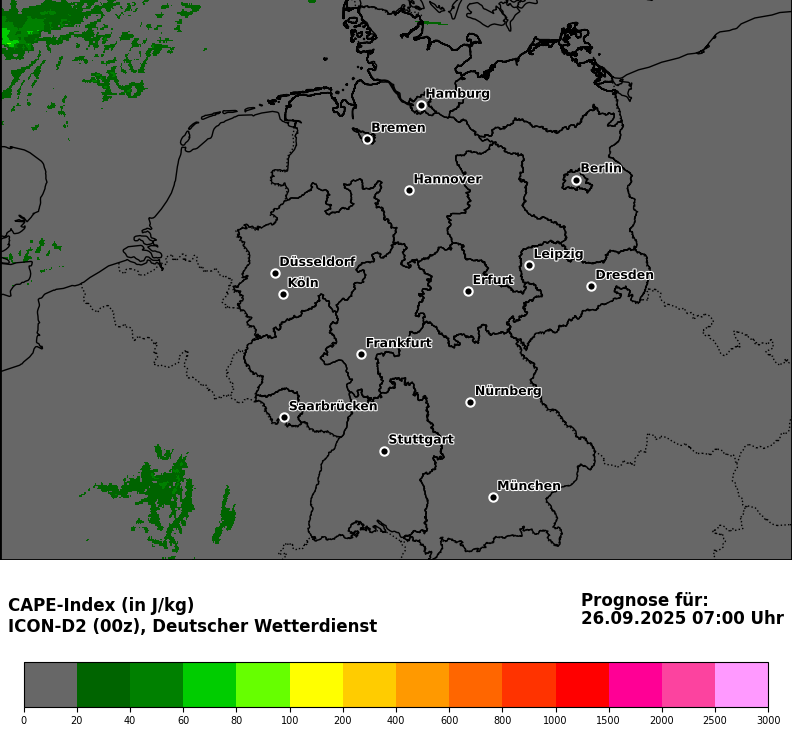 Hamburg
Bremen
Berlin
Hannover
Leipzig
Düsseldorf
Dresden
Köln
Erfurt
Frankfurt
Nürnberg
Saarbrücken
Stuttgart
München
CAPE-Index (in J/kg)
ICON-D2 (00z), Deutscher Wetterdienst
Prognose für:
26.09.2025 07:00 Uhr
0 20 40 60 80 100 200 400 600 800 1000 1500 2000 2500 3000